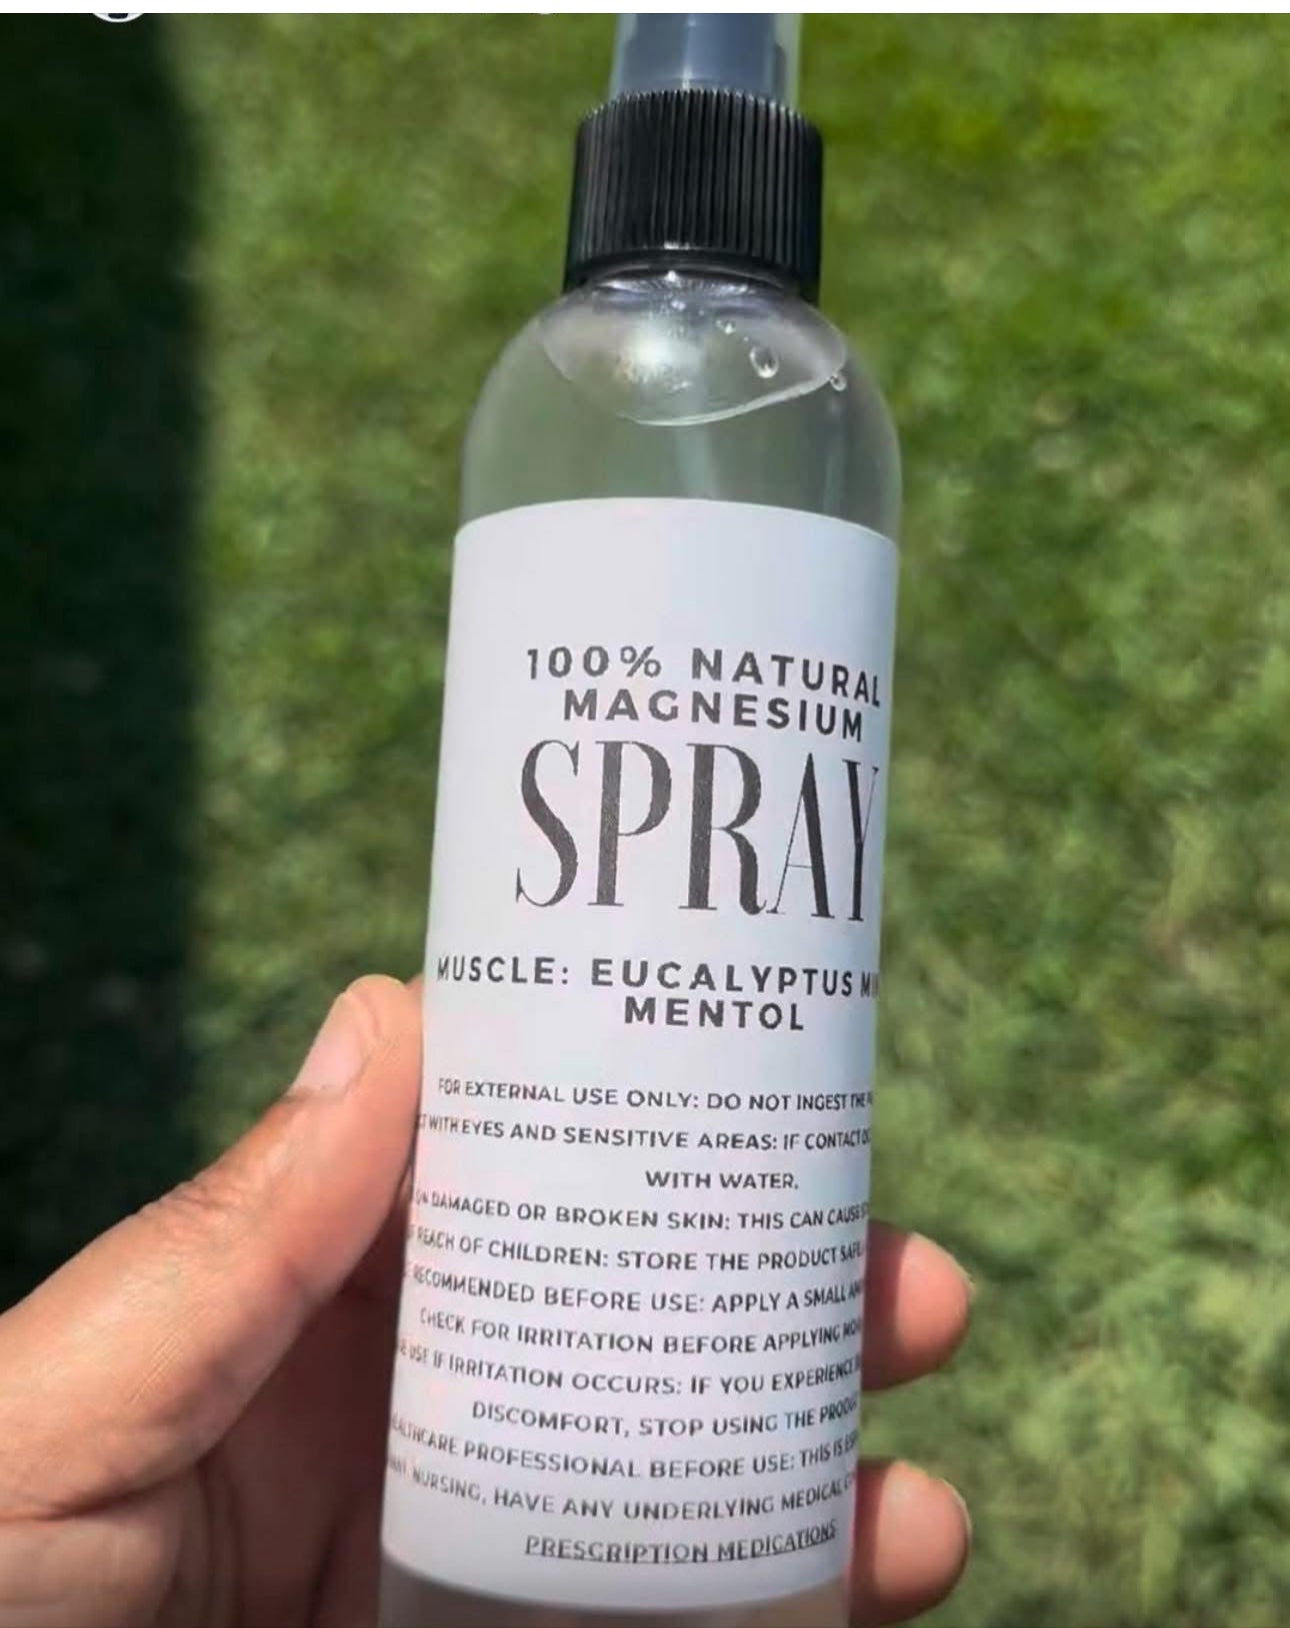 100% NATURAL
MAGNESIUM
SPRAY
MUSCLE: EUCALYPTUS
MENTOL
FOR EXTERNAL USE ONLY: DO NOT INGEST THE
WITH EYES AND SENSITIVE AREAS: IF CONTACT
WITH WATER.
ON DAMAGED OR BROKEN SKIN: THIS CAN CAUSE
REACH OF CHILDREN: STORE THE PRODUCT
RECOMMENDED BEFORE USE: APPLY A SMALL
CHECK FOR IRRITATION BEFORE APPLYING
USE IF IRRITATION OCCURS: IF YOU EXPERIENCE
DISCOMFORT, STOP USING THE
PROFESSIONAL BEFORE USE: THIS IS
NURSING, HAVE ANY UNDERLYING MEDICAL
PRESCRIPTION MEDICATIONS